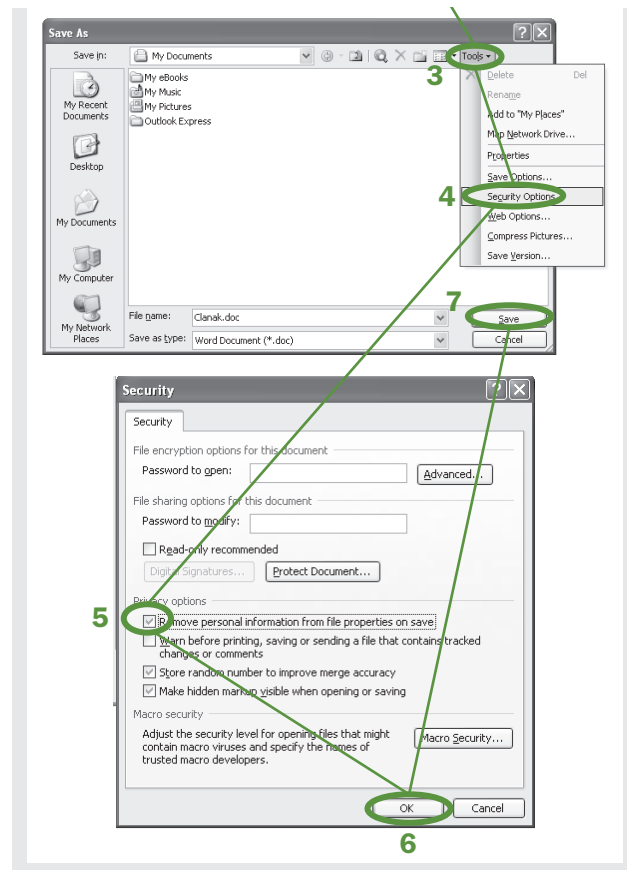 Save As
Save in:
My Documents
Tools
3
My eBooks
My Music
My Pictures
Outlook Express
My Recent
Documents
Desktop
My Documents
My Computer
My Network
Places
Delete Del
Rename
Add to "My Places"
Map Network Drive...
Properties
Save Options...
4
Security Options
Web Options...
Compress Pictures...
Save Version...
7
File name:
Clanak.doc
Save
Save as type:
Word Document (*.doc)
Cancel
Security
Security
File encryption options for this document
Password to open:
Advanced...
File sharing options for this document
Password to modify:
Read-only recommended
Digital Signatures...
Protect Document...
Privacy options
5
Remove personal information from file properties on save
Warn before printing, saving or sending a file that contains tracked
changes or comments
Store random number to improve merge accuracy
Make hidden markup visible when opening or saving
Macro security
Adjust the security level for opening files that might
contain macro viruses and specify the names of
trusted macro developers.
Macro Security...
OK
Cancel
6